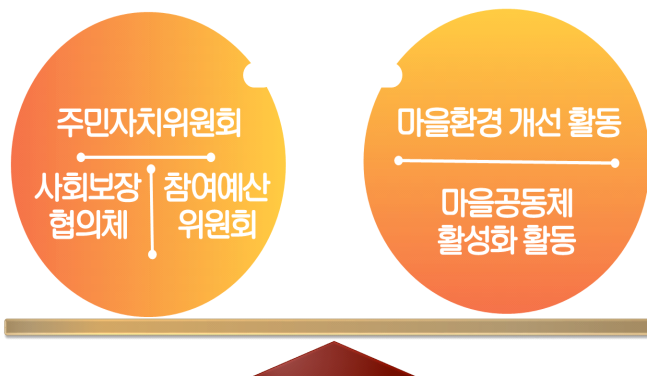 주민자치위원회
사회보장
협의체
참여예산
위원회
마을환경 개선 활동
마을공동체
활성화 활동